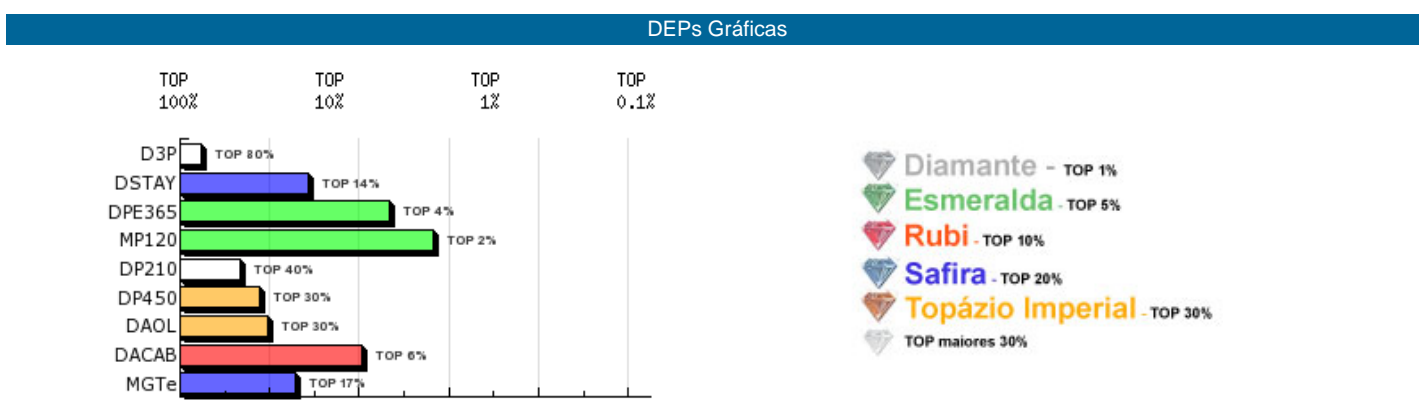 DEPs Gráficas
TOP 100% TOP 10% TOP 1% TOP 0.1%
D3P TOP 80%
DSTAY TOP 14%
DPE365 TOP 4%
MP120 TOP 2%
DP210 TOP 40%
DP450 TOP 30%
DAOL TOP 30%
DACAB TOP 6%
MGTe TOP 17%
Diamante - TOP 1%
Esmeralda - TOP 5%
Rubi - TOP 10%
Safira - TOP 20%
Topázio Imperial - TOP 30%
TOP maiores 30%